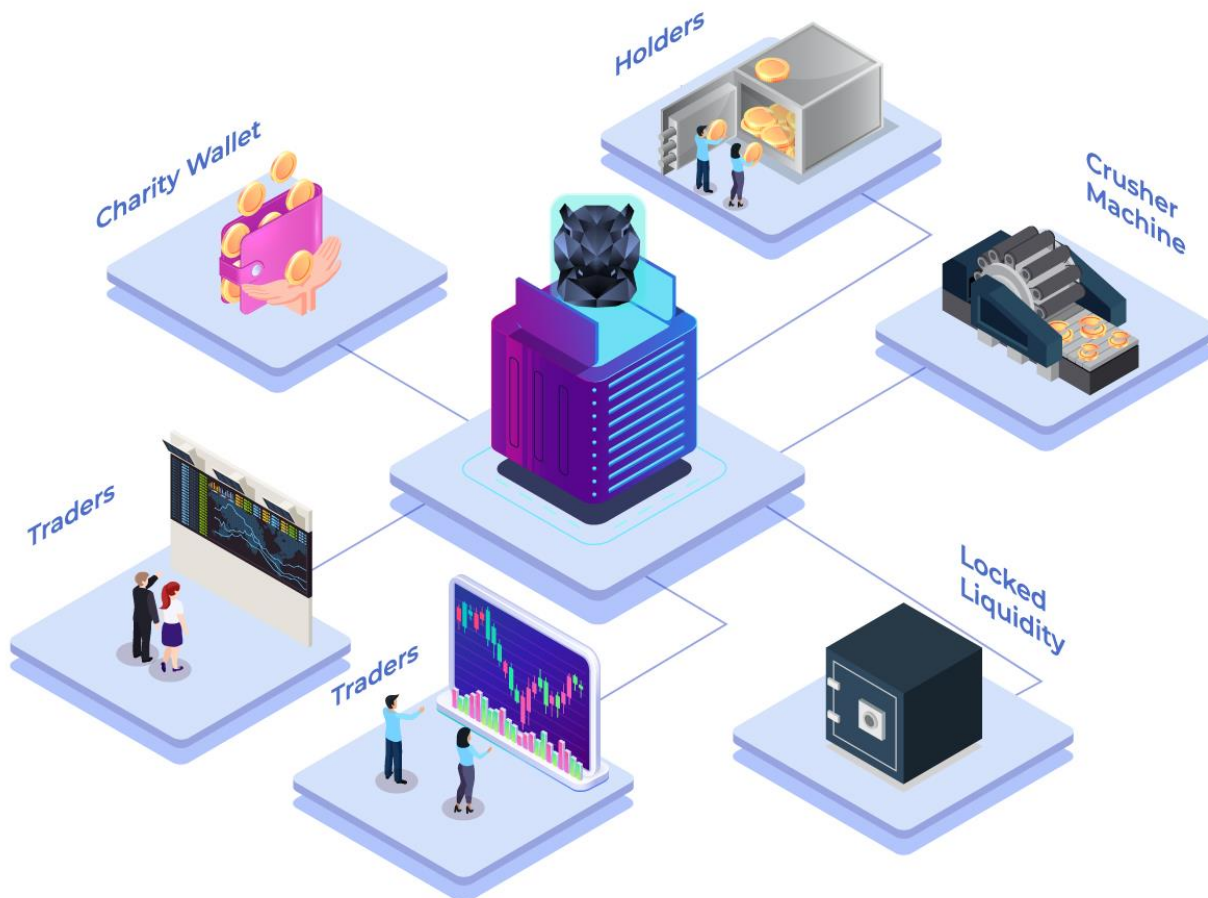 Holders
Charity Wallet
Crusher
Machine
Traders
Traders
Locked
Liquidity